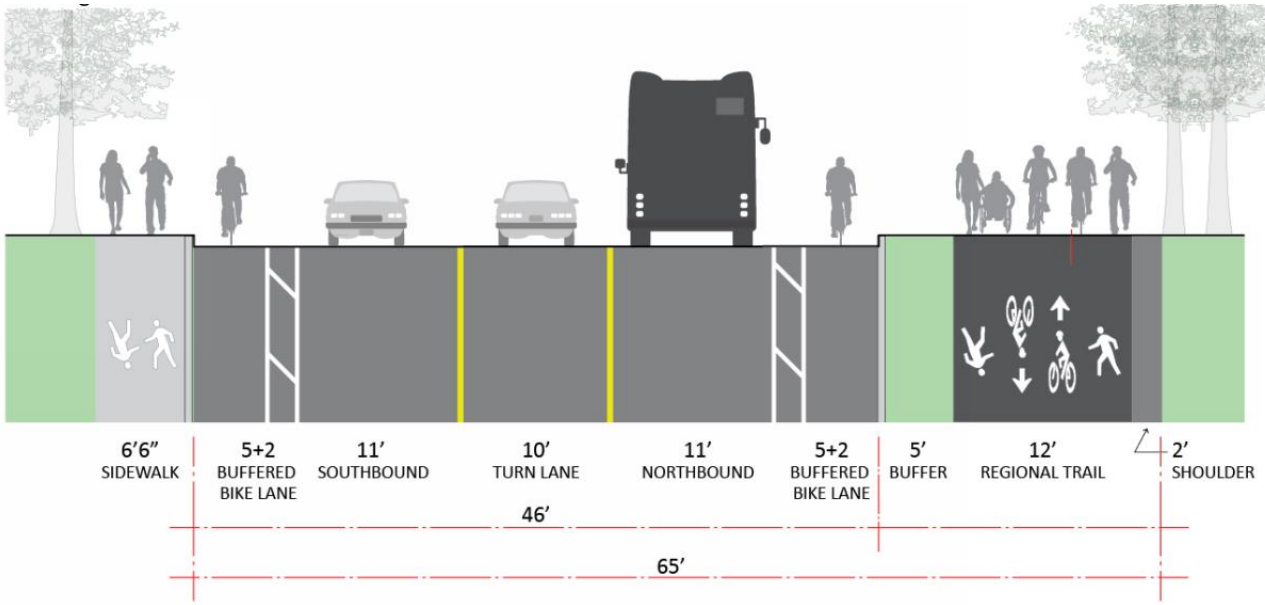 6'6” 5+2 11' 10' 11' 5+2 5' 12' 2'
SIDEWALK BUFFERED SOUTHBOUND TURN LANE NORTHBOUND BUFFERED BUFFER REGIONAL TRAIL SHOULDER
BIKE LANE BIKE LANE
46'
65'